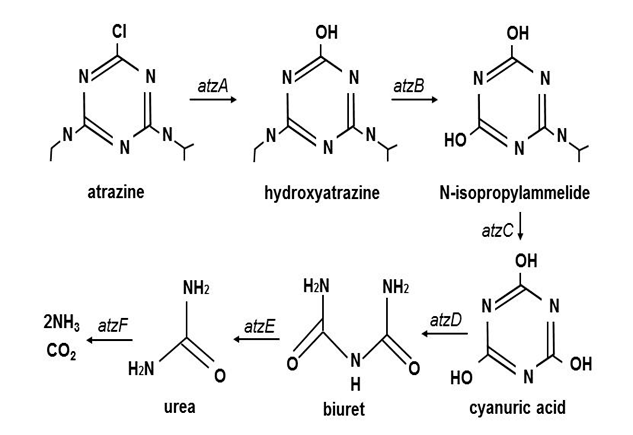 Cl
N
N
N
N
N
atrazine
atzA
OH
N
N
N
N
N
hydroxyatrazine
atzB
OH
N
N
HO
N
N
N-isopropylammelide
atzC
OH
N
N
HO
N
OH
cyanuric acid
atzD
H₂N
NH₂
O
N
H
O
biuret
atzE
NH₂
H₂N
O
urea
atzF
2NH₃
CO₂